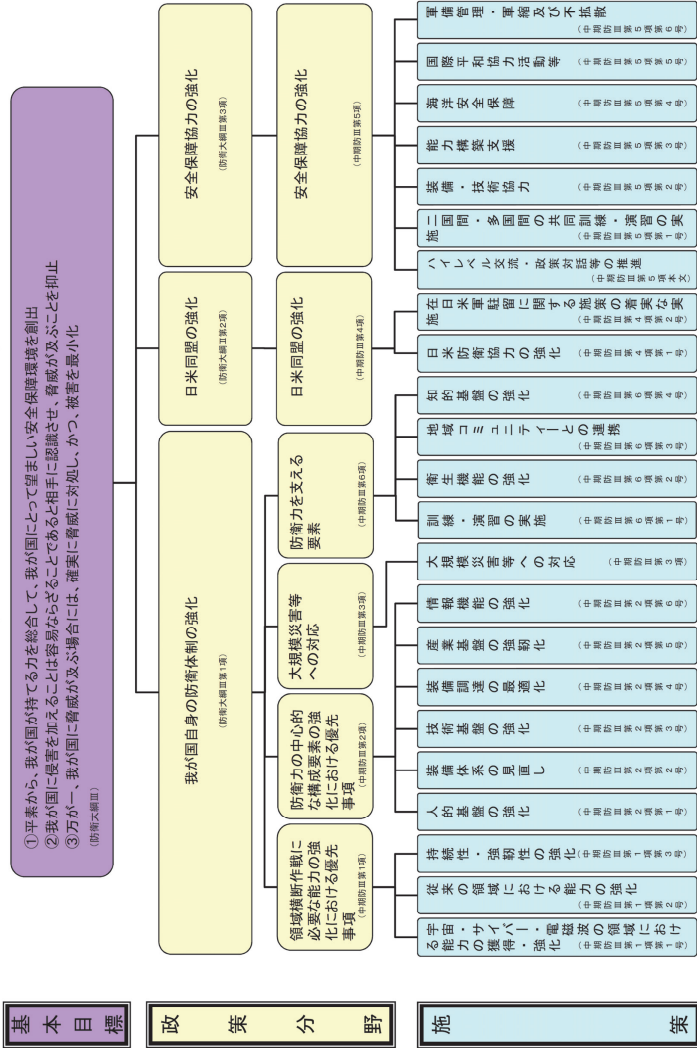 基本目標
①平素から、我が国が持てる力を総合して、我が国にとって望ましい安全保障環境を創出
②我が国に侵害を加えることは容易ならざることであると相手に認識させ、脅威が及ぶことを抑止
③万が一、我が国に脅威が及ぶ場合には、確実に脅威に対処し、かつ、被害を最小化
(防衛大綱Ⅲ)
政策分野
我が国自身の防衛体制の強化
(防衛大綱Ⅲ第1項)
日米同盟の強化
(防衛大綱Ⅲ第2項)
安全保障協力の強化
(防衛大綱Ⅲ第3項)
領域横断作戦に
必要な能力の強
化における優先
事項
(中期防Ⅲ第1項)
防衛力の中心的
な構成要素の強
化における優先
事項
(中期防Ⅲ第2項)
大規模災害等
への対応
(中期防Ⅲ第3項)
防衛力を支える
要素
(中期防Ⅲ第6項)
日米同盟の強化
(中期防Ⅲ第4項)
安全保障協力の強化
(中期防Ⅲ第5項)
施策
宇宙・サイバー・電磁波の領域におけ
る能力の獲得・強化
(中期防Ⅲ第1項第1号)
従来の領域における能力の強化
(中期防Ⅲ第1項第2号)
持続性・強靭性の強化
(中期防Ⅲ第1項第3号)
人的基盤の強化
(中期防Ⅲ第2項第1号)
装備体系の見直し
(中期防Ⅲ第2項第2号)
技術基盤の強化
(中期防Ⅲ第2項第3号)
装備調達の最適化
(中期防Ⅲ第2項第4号)
産業基盤の強靭化
(中期防Ⅲ第2項第5号)
情報機能の強化
(中期防Ⅲ第2項第6号)
大規模災害等への対応
(中期防Ⅲ第3項)
訓練・演習の実施
(中期防Ⅲ第6項第1号)
衛生機能の強化
(中期防Ⅲ第6項第2号)
地域コミュニティーとの連携
(中期防Ⅲ第6項第3号)
知的基盤の強化
(中期防Ⅲ第6項第4号)
日米防衛協力の強化
(中期防Ⅲ第4項第1号)
在日米軍駐留に関する施策の着実な実
施
(中期防Ⅲ第4項第2号)
ハイレベル交流・政策対話等の推進
(中期防Ⅲ第5項本文)
二国間・多国間の共同訓練・演習の実
施
(中期防Ⅲ第5項第1号)
装備・技術協力
(中期防Ⅲ第5項第2号)
能力構築支援
(中期防Ⅲ第5項第3号)
海洋安全保障
(中期防Ⅲ第5項第4号)
国際平和協力活動等
(中期防Ⅲ第5項第5号)
軍備管理・軍縮及び不拡散
(中期防Ⅲ第5項第6号)